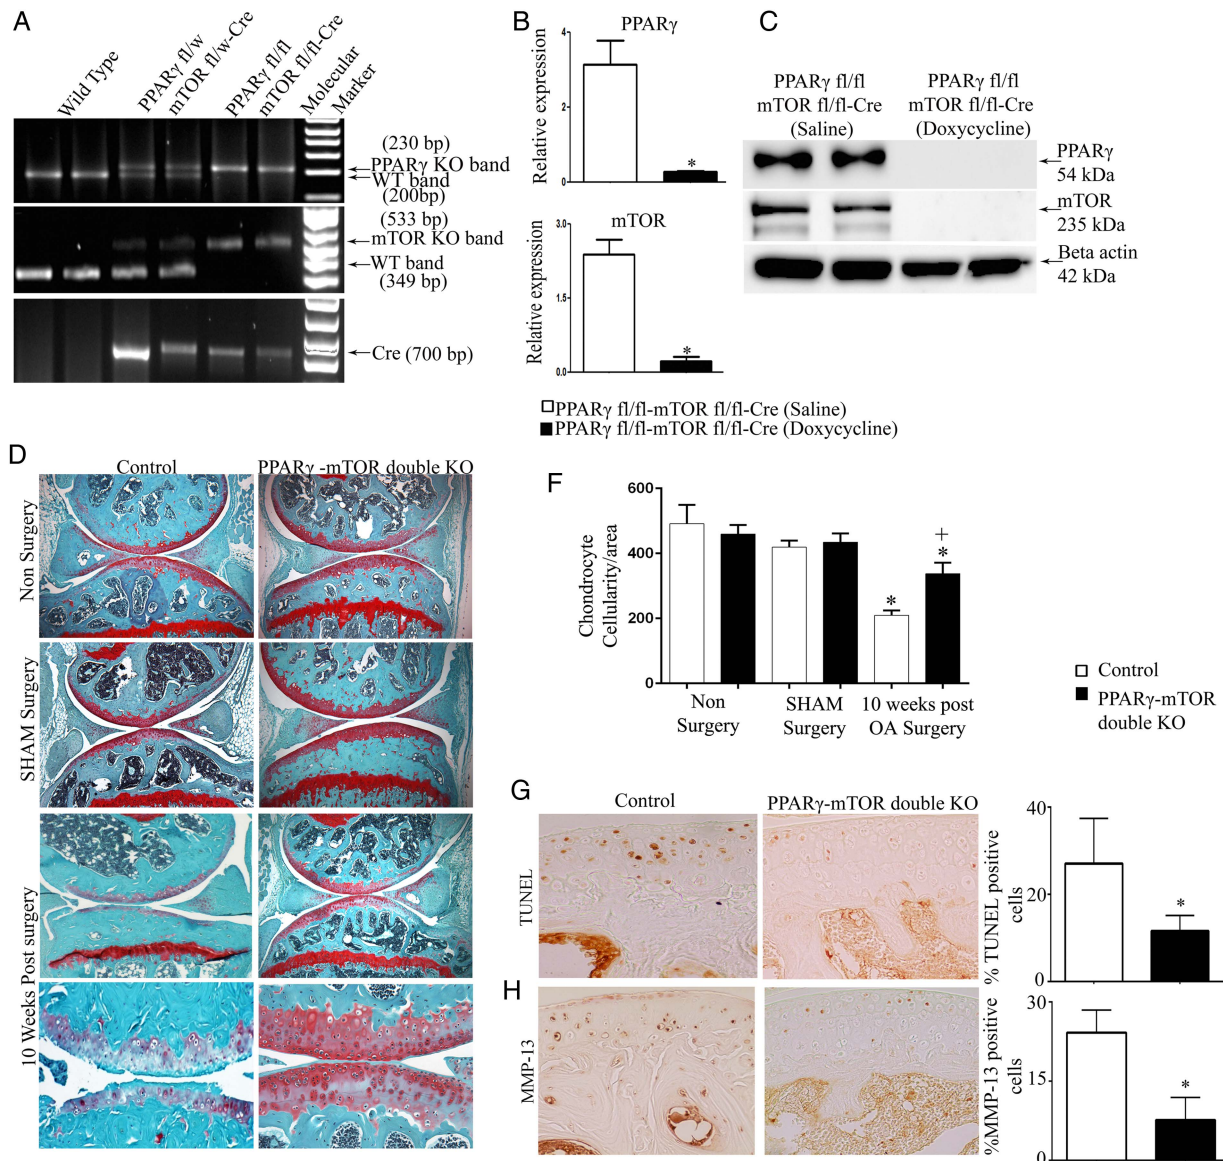 A
Wild Type
PPARγ fl/w
mTOR fl/w-Cre
PPARγ fl/fl
mTOR fl/fl-Cre
Molecular
Marker
(230 bp)
PPARγ KO band
WT band
(200bp)
(533 bp)
mTOR KO band
WT band
(349 bp)
Cre (700 bp)
B
PPARγ
Relative expression
4
2
0
*
mTOR
Relative expression
3.0
1.5
0.0
*
PPARγ fl/fl-mTOR fl/fl-Cre (Saline)
PPARγ fl/fl-mTOR fl/fl-Cre (Doxycycline)
C
PPARγ fl/fl
mTOR fl/fl-Cre
(Saline)
PPARγ fl/fl
mTOR fl/fl-Cre
(Doxycycline)
PPARγ
54 kDa
mTOR
235 kDa
Beta actin
42 kDa
D
Control
PPARγ -mTOR double KO
Non Surgery
SHAM Surgery
10 Weeks Post surgery
F
Chondrocyte
Cellularity/area
600
400
200
0
*
+
*
Non
Surgery
SHAM
Surgery
10 weeks post
OA Surgery
Control
PPARγ-mTOR
double KO
G
Control
PPARγ-mTOR double KO
TUNEL
% TUNEL positive
cells
40
20
0
*
H
MMP-13
%MMP-13 positive
cells
30
15
0
*